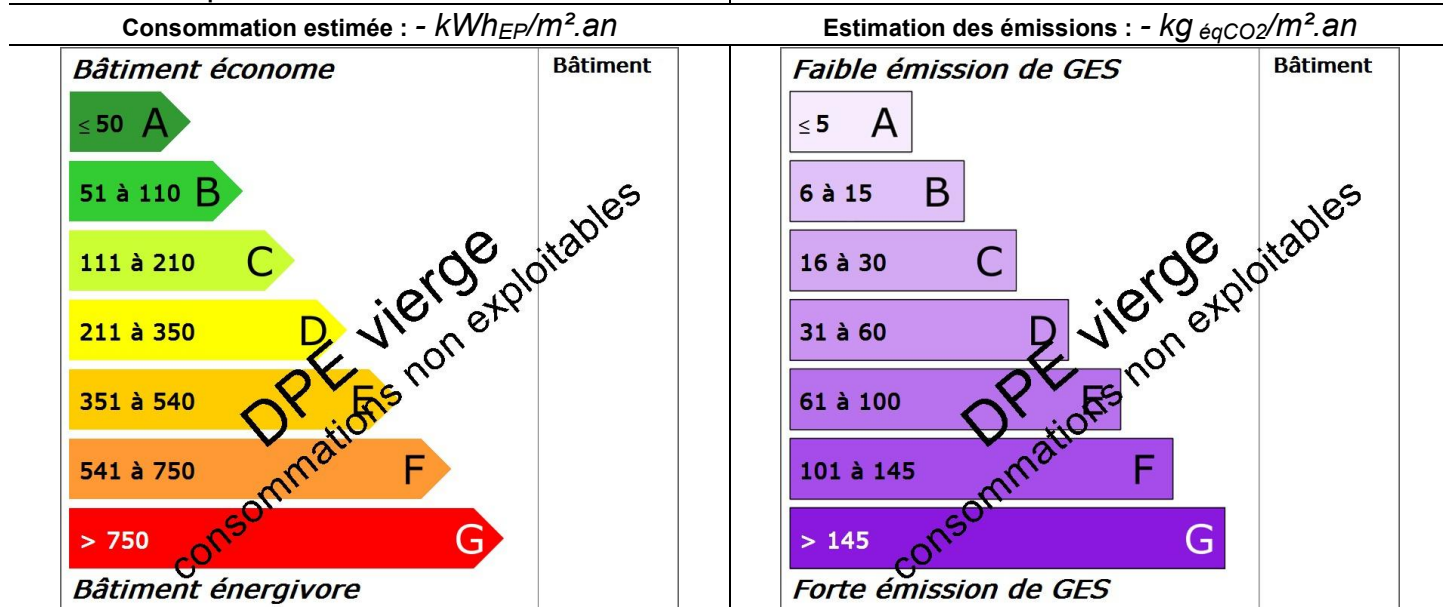 Consommation estimée : - kWhEP/m².an
Bâtiment économe
Bâtiment
≤ 50 A
51 à 110 B
111 à 210 C
211 à 350 D
351 à 540 E
541 à 750 F
> 750 G
Bâtiment énergivore
DPE vierge
consommations non exploitables
Estimation des émissions : - kg éqCO2/m².an
Faible émission de GES
Bâtiment
≤ 5 A
6 à 15 B
16 à 30 C
31 à 60 D
61 à 100 E
101 à 145 F
> 145 G
Forte émission de GES
DPE vierge
consommations non exploitables